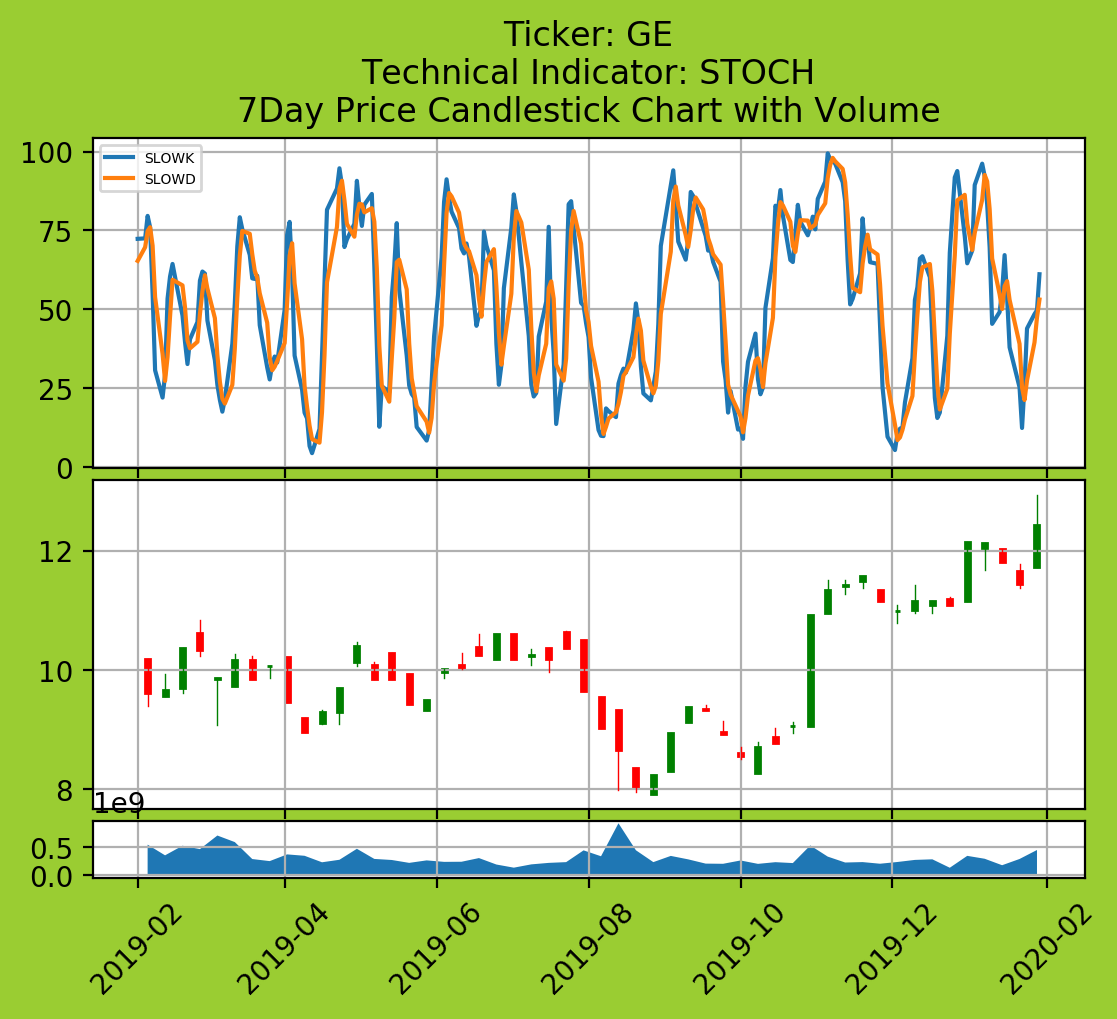 Ticker: GE
Technical Indicator: STOCH
7Day Price Candlestick Chart with Volume
100
75
50
25
0
SLOWK
SLOWD
12
10
8
1e9
0.5
0.0
2019-02
2019-04
2019-06
2019-08
2019-10
2019-12
2020-02